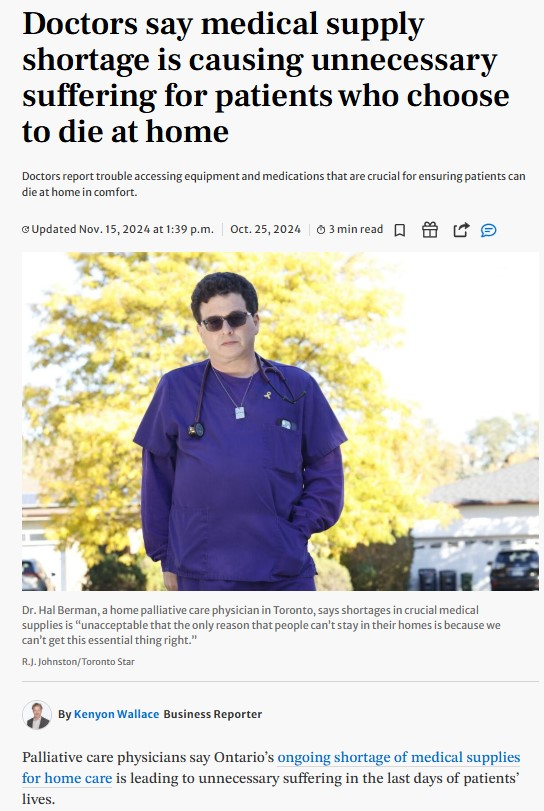 Doctors say medical supply
shortage is causing unnecessary
suffering for patients who choose
to die at home
Doctors report trouble accessing equipment and medications that are crucial for ensuring patients can
die at home in comfort.
Updated Nov. 15, 2024 at 1:39 p.m. Oct. 25, 2024 3 min read
Dr. Hal Berman, a home palliative care physician in Toronto, says shortages in crucial medical
supplies is “unacceptable that the only reason that people can’t stay in their homes is because we
can’t get this essential thing right.”
R.J. Johnston/Toronto Star
By Kenyon Wallace Business Reporter
Palliative care physicians say Ontario’s ongoing shortage of medical supplies
for home care is leading to unnecessary suffering in the last days of patients’
lives.